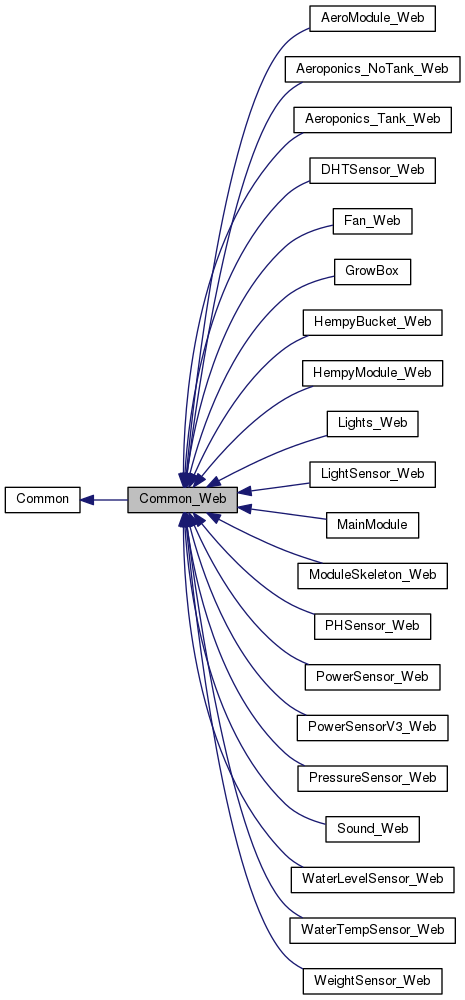 AeroModule_Web
Aeroponics_NoTank_Web
Aeroponics_Tank_Web
DHTSensor_Web
Fan_Web
GrowBox
HempyBucket_Web
HempyModule_Web
Lights_Web
LightSensor_Web
Common
Common_Web
MainModule
ModuleSkeleton_Web
PHSensor_Web
PowerSensor_Web
PowerSensorV3_Web
PressureSensor_Web
Sound_Web
WaterLevelSensor_Web
WaterTempSensor_Web
WeightSensor_Web